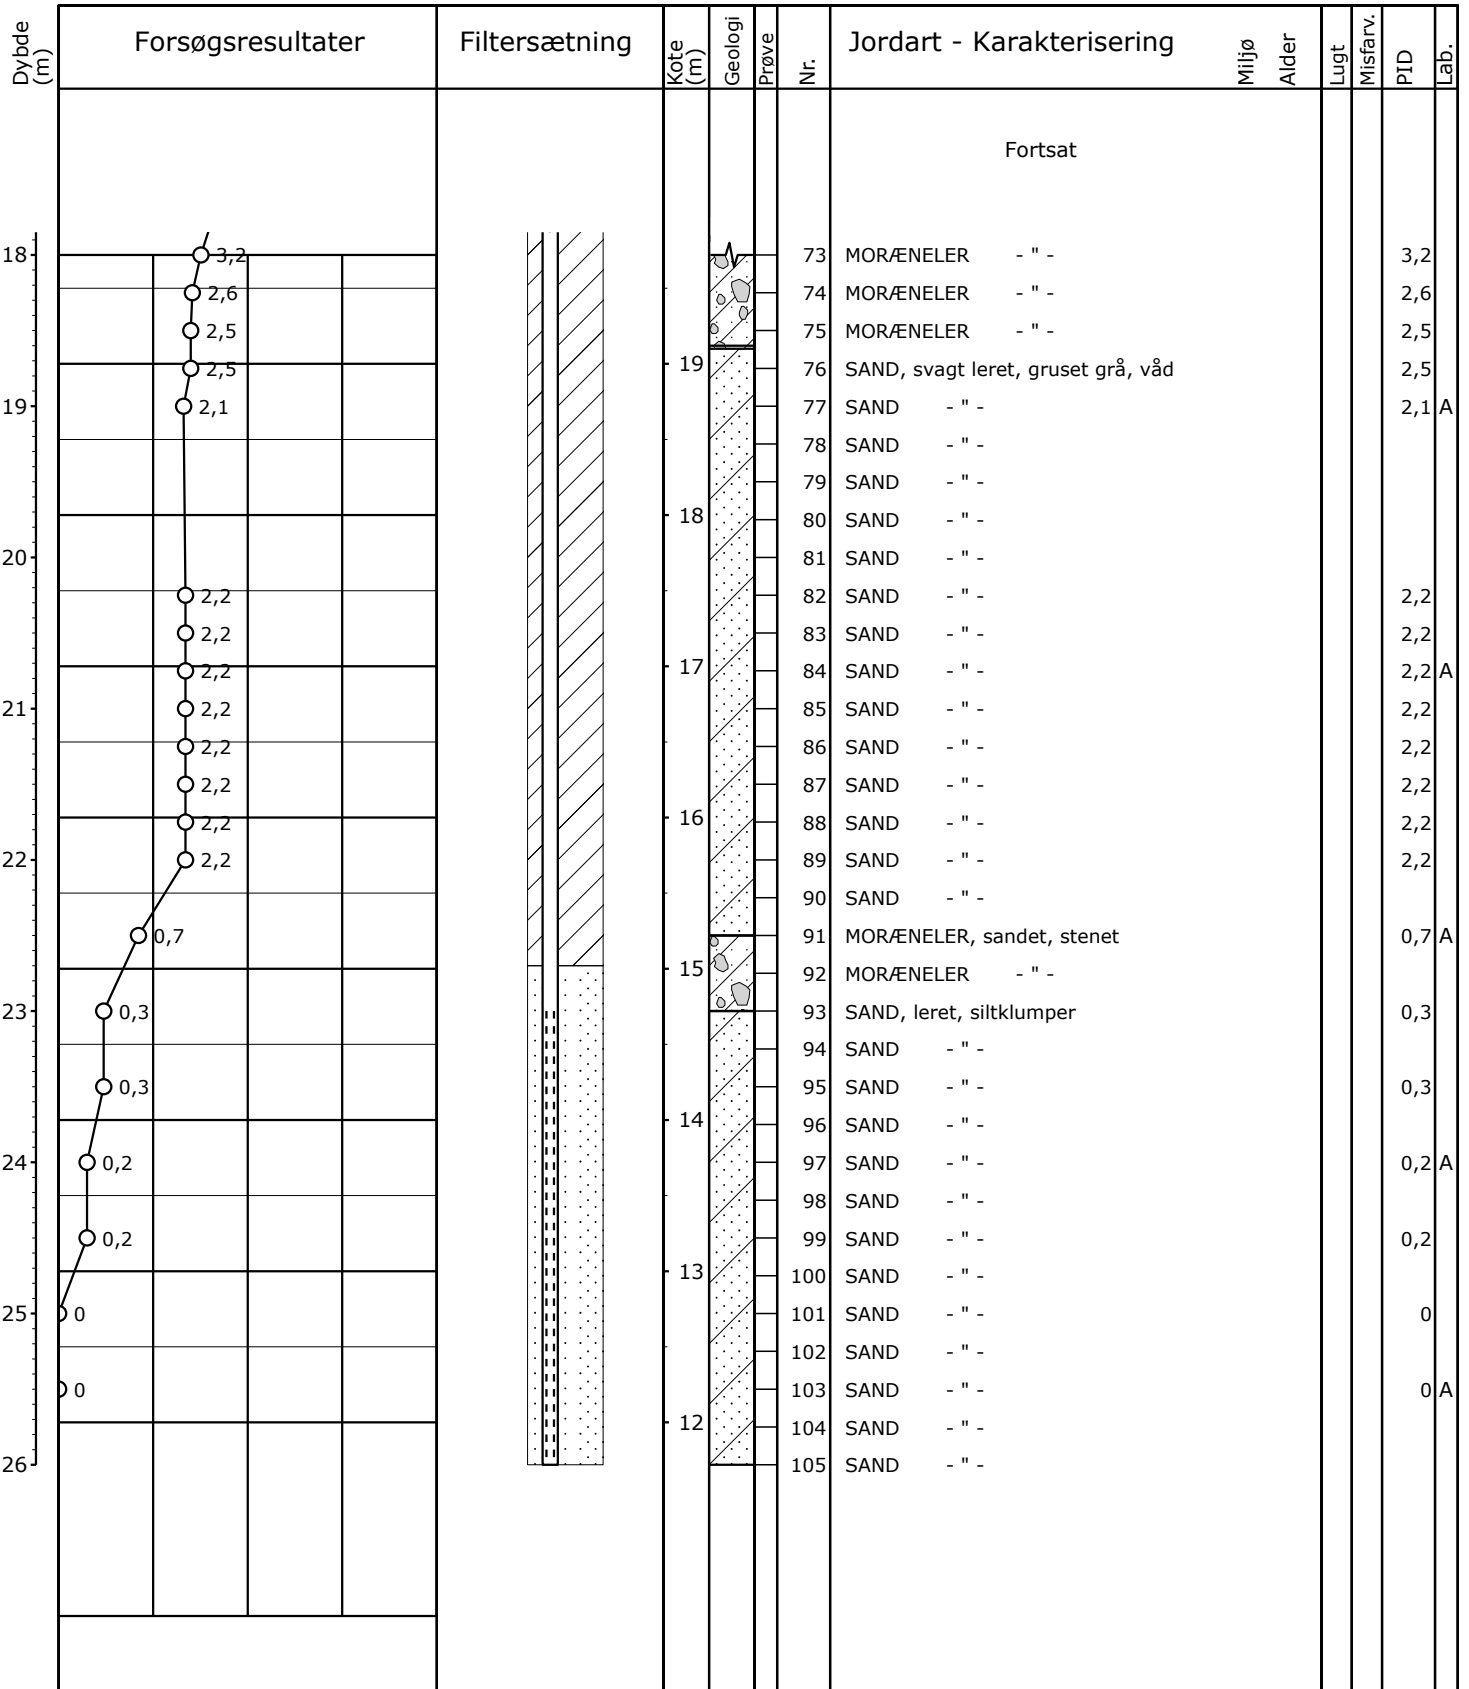 Dybde (m) Forsøgsresultater Filtersætning Kote (m) Geologi Prøve Nr. Jordart - Karakterisering Miljø Alder Lugt Misfarv. PID Lab.
Fortsat
18 3,2 73 MORÆNELER - " - 3,2
2,6 74 MORÆNELER - " - 2,6
2,5 75 MORÆNELER - " - 2,5
2,5 19 76 SAND, svagt leret, gruset grå, våd 2,5
19 2,1 77 SAND - " - 2,1 A
78 SAND - " -
79 SAND - " -
18 80 SAND - " -
20 81 SAND - " -
2,2 82 SAND - " - 2,2
2,2 83 SAND - " - 2,2
2,2 17 84 SAND - " - 2,2 A
21 2,2 85 SAND - " - 2,2
2,2 86 SAND - " - 2,2
2,2 87 SAND - " - 2,2
2,2 16 88 SAND - " - 2,2
22 2,2 89 SAND - " - 2,2
90 SAND - " -
0,7 91 MORÆNELER, sandet, stenet 0,7 A
15 92 MORÆNELER - " -
23 0,3 93 SAND, leret, siltklumper 0,3
94 SAND - " -
0,3 95 SAND - " - 0,3
14 96 SAND - " -
24 0,2 97 SAND - " - 0,2 A
98 SAND - " -
0,2 99 SAND - " - 0,2
13 100 SAND - " -
25 0 101 SAND - " - 0
102 SAND - " -
0 103 SAND - " - 0 A
12 104 SAND - " -
26 105 SAND - " -